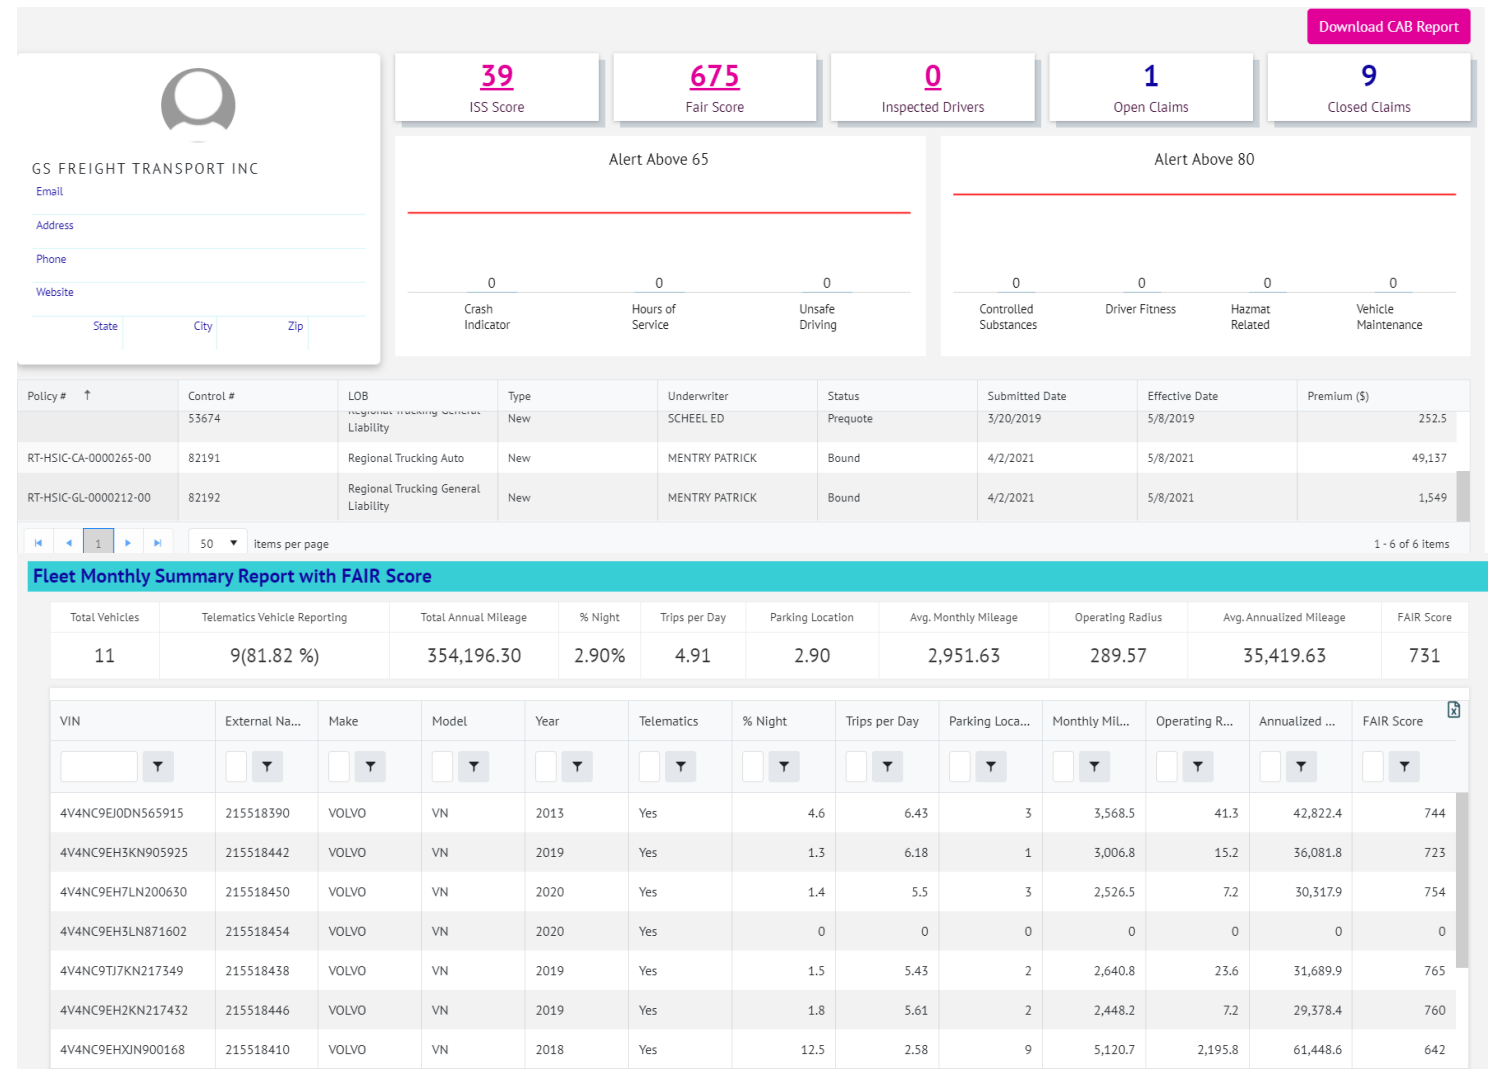 Download CAB Report
39
ISS Score
675
Fair Score
0
Inspected Drivers
1
Open Claims
9
Closed Claims
GS FREIGHT TRANSPORT INC
Email
Address
Phone
Website
State City Zip
Alert Above 65
0 0 0
Crash Indicator
Hours of Service
Unsafe Driving
Alert Above 80
0 0 0 0
Controlled Substances
Driver Fitness
Hazmat Related
Vehicle Maintenance
Policy # ↑ Control # LOB Type Underwriter Status Submitted Date Effective Date Premium ($)
53674 Regional Trucking General Liability New SCHEEL ED Prequote 3/20/2019 5/8/2019 252.5
RT-HSIC-CA-0000265-00 82191 Regional Trucking Auto New MENTRY PATRICK Bound 4/2/2021 5/8/2021 49,137
RT-HSIC-GL-0000212-00 82192 Regional Trucking General Liability New MENTRY PATRICK Bound 4/2/2021 5/8/2021 1,549
1 50 items per page 1 - 6 of 6 items
Fleet Monthly Summary Report with FAIR Score
Total Vehicles Telematics Vehicle Reporting Total Annual Mileage % Night Trips per Day Parking Location Avg. Monthly Mileage Operating Radius Avg. Annualized Mileage FAIR Score
11 9(81.82 %) 354,196.30 2.90% 4.91 2.90 2,951.63 289.57 35,419.63 731
VIN External Na... Make Model Year Telematics % Night Trips per Day Parking Loca... Monthly Mil... Operating R... Annualized ... FAIR Score
4V4NC9EJ0DN565915 215518390 VOLVO VN 2013 Yes 4.6 6.43 3 3,568.5 41.3 42,822.4 744
4V4NC9EH3KN905925 215518442 VOLVO VN 2019 Yes 1.3 6.18 1 3,006.8 15.2 36,081.8 723
4V4NC9EH7LN200630 215518450 VOLVO VN 2020 Yes 1.4 5.5 3 2,526.5 7.2 30,317.9 754
4V4NC9EH3LN871602 215518454 VOLVO VN 2020 Yes 0 0 0 0 0 0 0
4V4NC9TJ7KN217349 215518438 VOLVO VN 2019 Yes 1.5 5.43 2 2,640.8 23.6 31,689.9 765
4V4NC9EH2KN217432 215518446 VOLVO VN 2019 Yes 1.8 5.61 2 2,448.2 7.2 29,378.4 760
4V4NC9EHXJN900168 215518410 VOLVO VN 2018 Yes 12.5 2.58 9 5,120.7 2,195.8 61,448.6 642